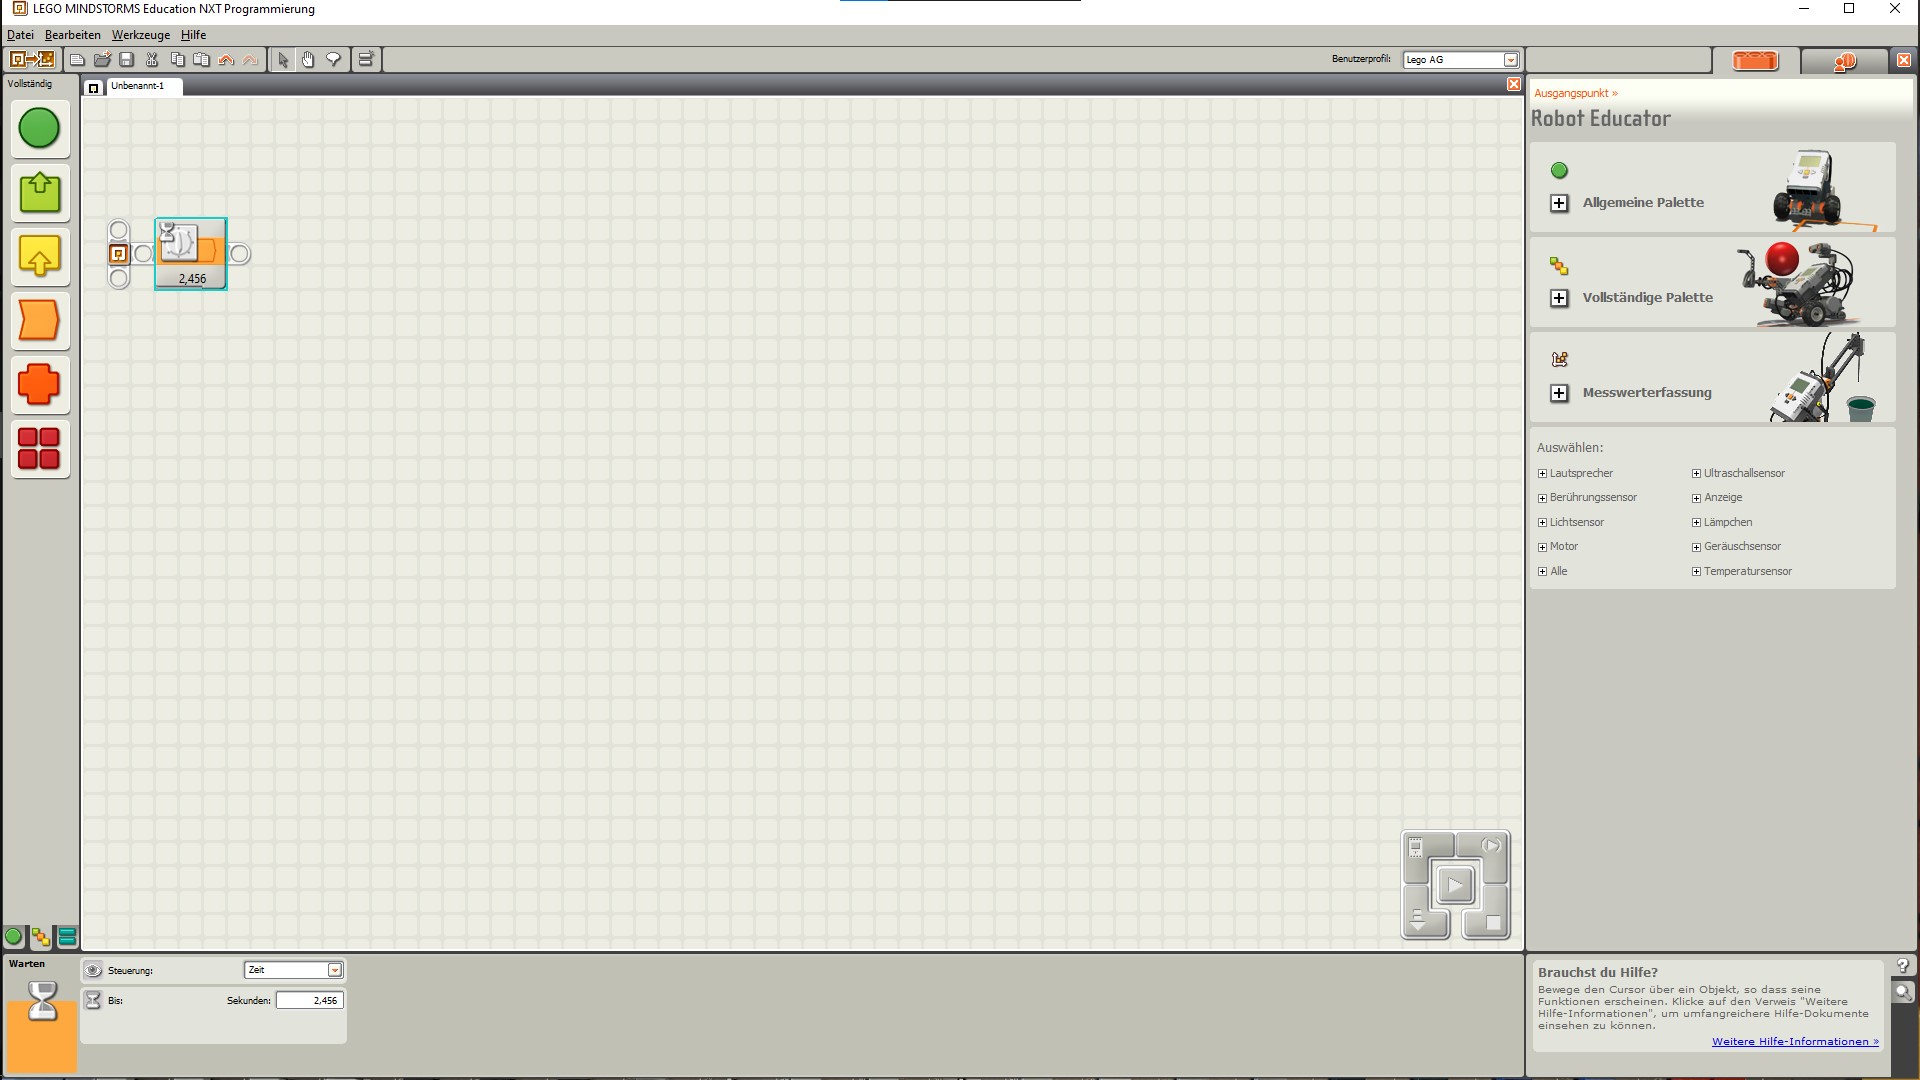 LEGO MINDSTORMS Education NXT Programmierung
Datei Bearbeiten Werkzeuge Hilfe
Benutzerprofil: Lego AG
Vollständig
Unbenannt-1
2,456
Ausgangspunkt »
Robot Educator
Allgemeine Palette
Vollständige Palette
Messwerterfassung
Auswählen:
Lautsprecher Ultraschallsensor
Berührungssensor Anzeige
Lichtsensor Lämpchen
Motor Geräuschsensor
Alle Temperatursensor
Warten
Steuerung: Zeit
Bis: Sekunden: 2,456
Brauchst du Hilfe?
Bewege den Cursor über ein Objekt, so dass seine
Funktionen erscheinen. Klicke auf den Verweis "Weitere
Hilfe-Informationen", um umfangreichere Hilfe-Dokumente
einsehen zu können.
Weitere Hilfe-Informationen »